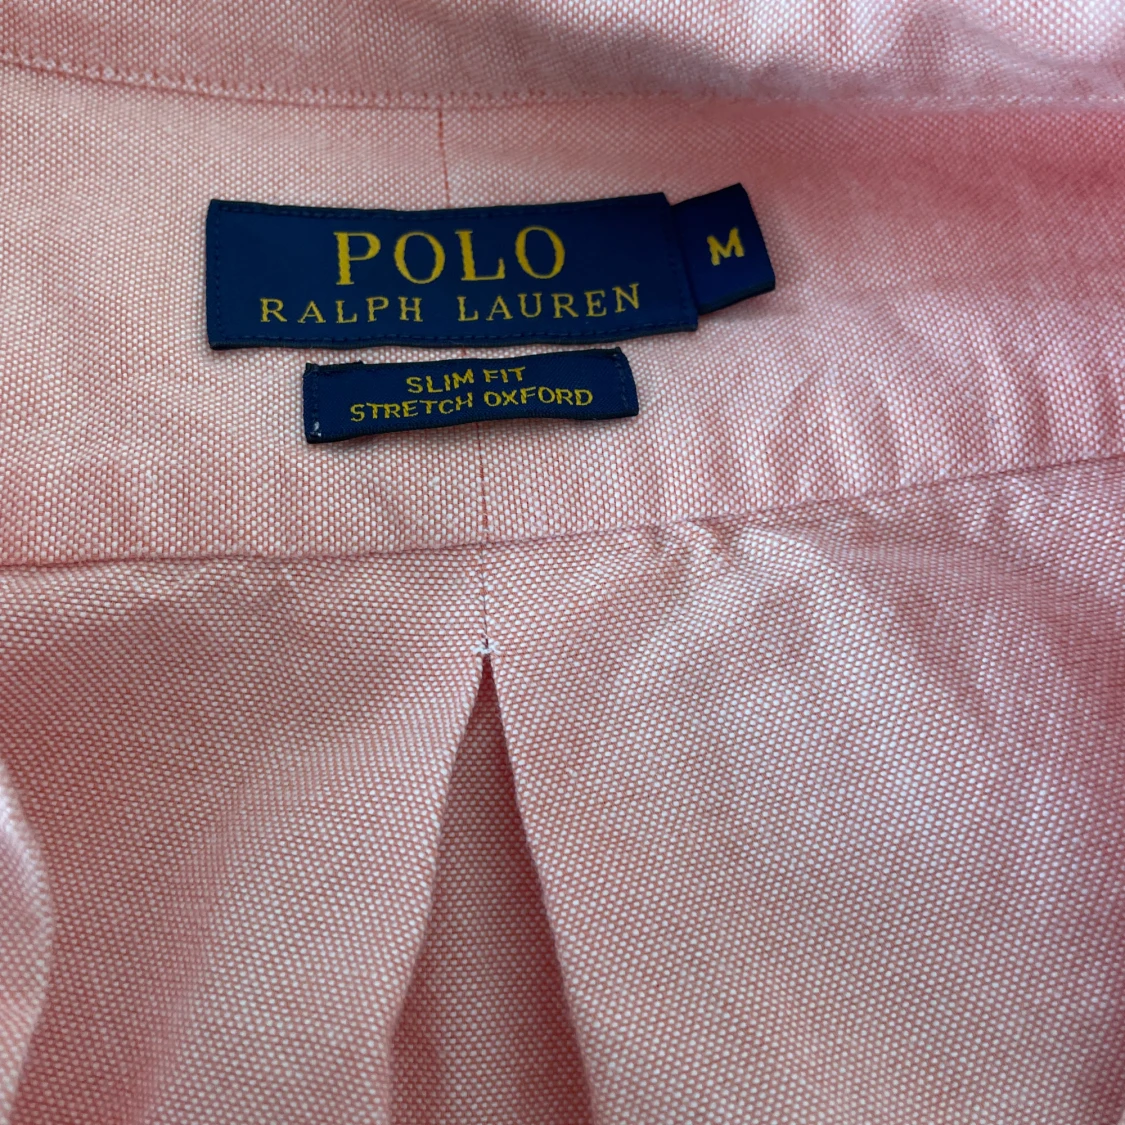 POLO
RALPH LAUREN
M
SLIM FIT
STRETCH OXFORD